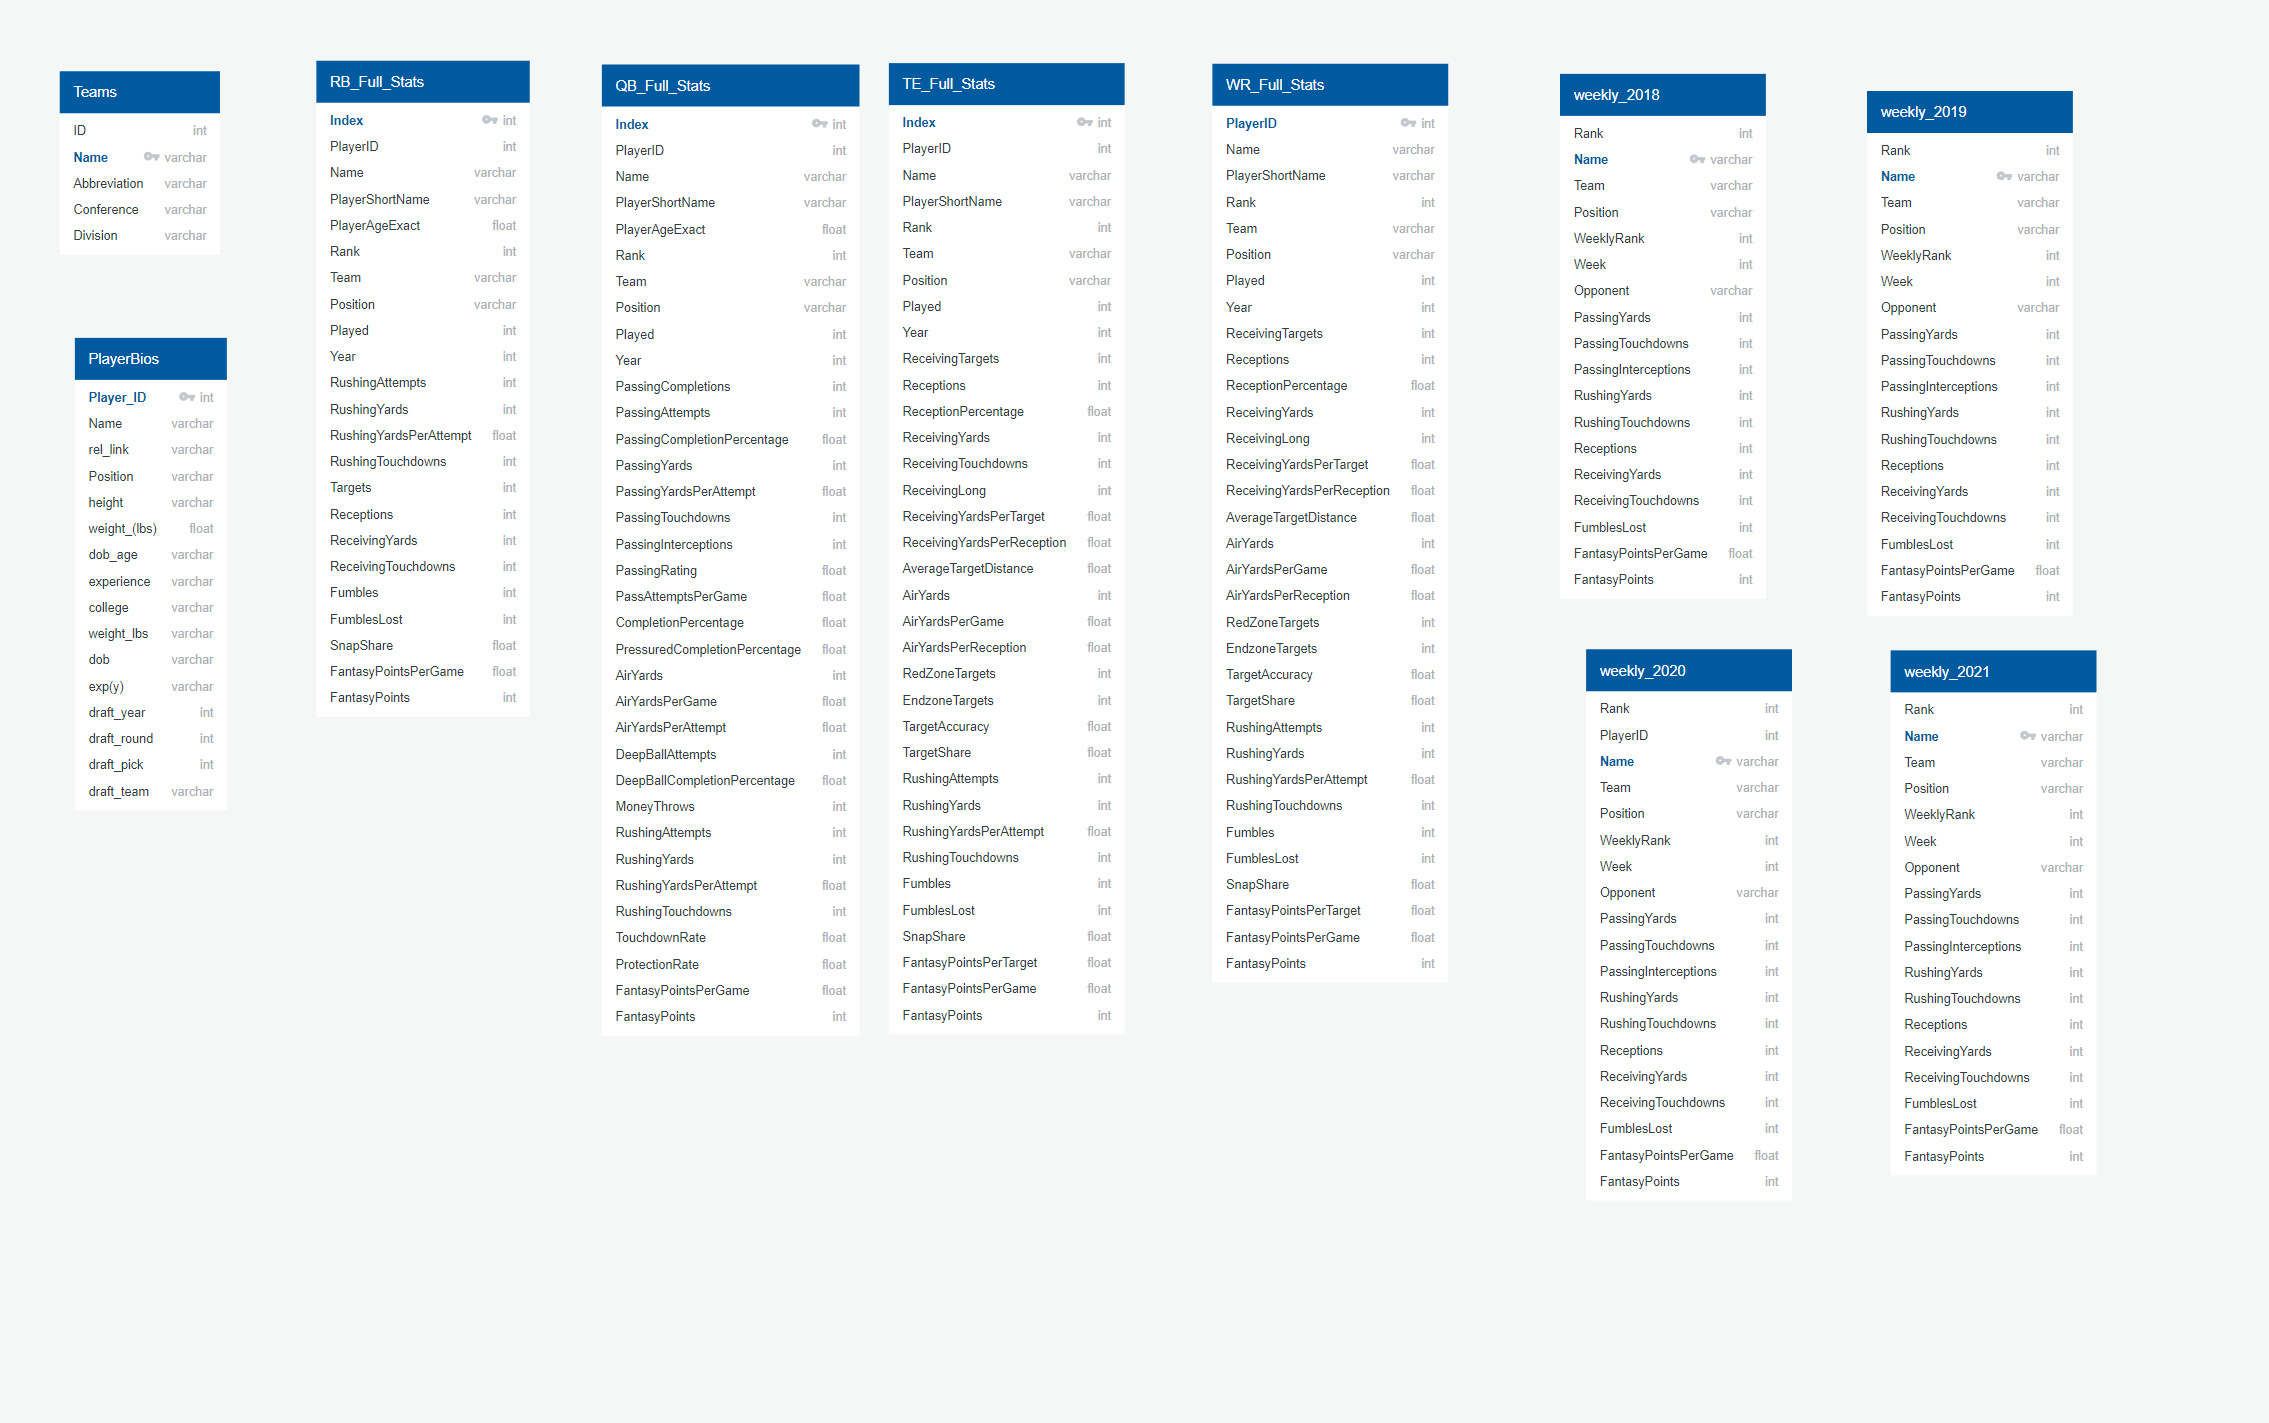 Teams
ID int
Name varchar
Abbreviation varchar
Conference varchar
Division varchar
PlayerBios
Player_ID int
Name varchar
rel_link varchar
Position varchar
height varchar
weight_(lbs) float
dob_age varchar
experience varchar
college varchar
weight_lbs varchar
dob varchar
exp(y) varchar
draft_year int
draft_round int
draft_pick int
draft_team varchar
RB_Full_Stats
Index int
PlayerID int
Name varchar
PlayerShortName varchar
PlayerAgeExact float
Rank int
Team varchar
Position varchar
Played int
Year int
RushingAttempts int
RushingYards int
RushingYardsPerAttempt float
RushingTouchdowns int
Targets int
Receptions int
ReceivingYards int
ReceivingTouchdowns int
Fumbles int
FumblesLost int
SnapShare float
FantasyPointsPerGame float
FantasyPoints int
QB_Full_Stats
Index int
PlayerID int
Name varchar
PlayerShortName varchar
PlayerAgeExact float
Rank int
Team varchar
Position varchar
Played int
Year int
PassingCompletions int
PassingAttempts int
PassingCompletionPercentage float
PassingYards int
PassingYardsPerAttempt float
PassingTouchdowns int
PassingInterceptions int
PassingRating float
PassAttemptsPerGame float
CompletionPercentage float
PressuredCompletionPercentage float
AirYards int
AirYardsPerGame float
AirYardsPerAttempt float
DeepBallAttempts int
DeepBallCompletionPercentage float
MoneyThrows int
RushingAttempts int
RushingYards int
RushingYardsPerAttempt float
RushingTouchdowns int
TouchdownRate float
ProtectionRate float
FantasyPointsPerGame float
FantasyPoints int
TE_Full_Stats
Index int
PlayerID int
Name varchar
PlayerShortName varchar
Rank int
Team varchar
Position varchar
Played int
Year int
ReceivingTargets int
Receptions int
ReceptionPercentage float
ReceivingYards int
ReceivingTouchdowns int
ReceivingLong int
ReceivingYardsPerTarget float
ReceivingYardsPerReception float
AverageTargetDistance float
AirYards int
AirYardsPerGame float
AirYardsPerReception float
RedZoneTargets int
EndzoneTargets int
TargetAccuracy float
TargetShare float
RushingAttempts int
RushingYards int
RushingYardsPerAttempt float
RushingTouchdowns int
Fumbles int
FumblesLost int
SnapShare float
FantasyPointsPerTarget float
FantasyPointsPerGame float
FantasyPoints int
WR_Full_Stats
PlayerID int
Name varchar
PlayerShortName varchar
Rank int
Team varchar
Position varchar
Played int
Year int
ReceivingTargets int
Receptions int
ReceptionPercentage float
ReceivingYards int
ReceivingLong int
ReceivingYardsPerTarget float
ReceivingYardsPerReception float
AverageTargetDistance float
AirYards int
AirYardsPerGame float
AirYardsPerReception float
RedZoneTargets int
EndzoneTargets int
TargetAccuracy float
TargetShare float
RushingAttempts int
RushingYards int
RushingYardsPerAttempt float
RushingTouchdowns int
Fumbles int
FumblesLost int
SnapShare float
FantasyPointsPerTarget float
FantasyPointsPerGame float
FantasyPoints int
weekly_2018
Rank int
Name varchar
Team varchar
Position varchar
WeeklyRank int
Week int
Opponent varchar
PassingYards int
PassingTouchdowns int
PassingInterceptions int
RushingYards int
RushingTouchdowns int
Receptions int
ReceivingYards int
ReceivingTouchdowns int
FumblesLost int
FantasyPointsPerGame float
FantasyPoints int
weekly_2019
Rank int
Name varchar
Team varchar
Position varchar
WeeklyRank int
Week int
Opponent varchar
PassingYards int
PassingTouchdowns int
PassingInterceptions int
RushingYards int
RushingTouchdowns int
Receptions int
ReceivingYards int
ReceivingTouchdowns int
FumblesLost int
FantasyPointsPerGame float
FantasyPoints int
weekly_2020
Rank int
PlayerID int
Name varchar
Team varchar
Position varchar
WeeklyRank int
Week int
Opponent varchar
PassingYards int
PassingTouchdowns int
PassingInterceptions int
RushingYards int
RushingTouchdowns int
Receptions int
ReceivingYards int
ReceivingTouchdowns int
FumblesLost int
FantasyPointsPerGame float
FantasyPoints int
weekly_2021
Rank int
Name varchar
Team varchar
Position varchar
WeeklyRank int
Week int
Opponent varchar
PassingYards int
PassingTouchdowns int
PassingInterceptions int
RushingYards int
RushingTouchdowns int
Receptions int
ReceivingYards int
ReceivingTouchdowns int
FumblesLost int
FantasyPointsPerGame float
FantasyPoints int